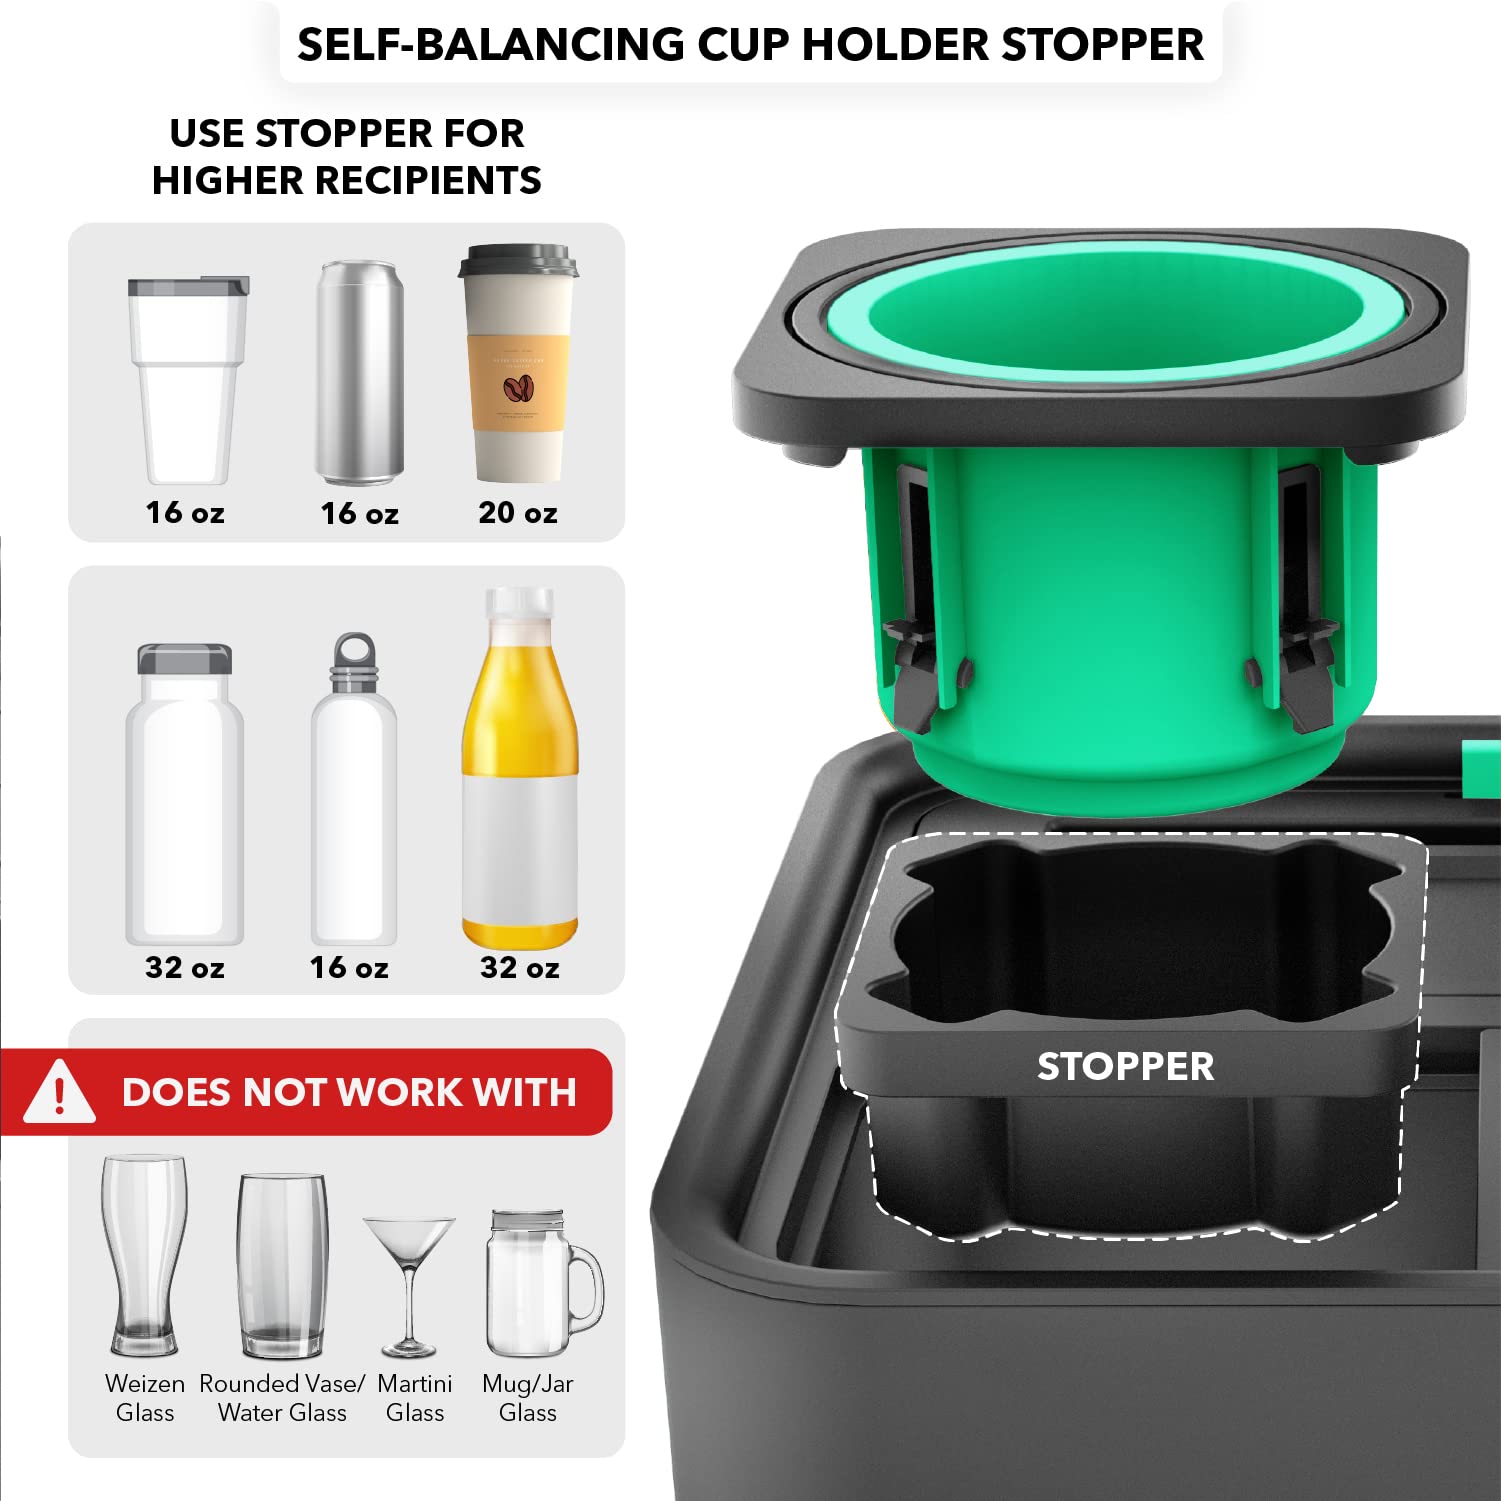 SELF-BALANCING CUP HOLDER STOPPER
USE STOPPER FOR
HIGHER RECIPIENTS
16 oz
16 oz
20 oz
32 oz
16 oz
32 oz
STOPPER
DOES NOT WORK WITH
Weizen
Glass
Rounded Vase/
Water Glass
Martini
Glass
Mug/Jar
Glass